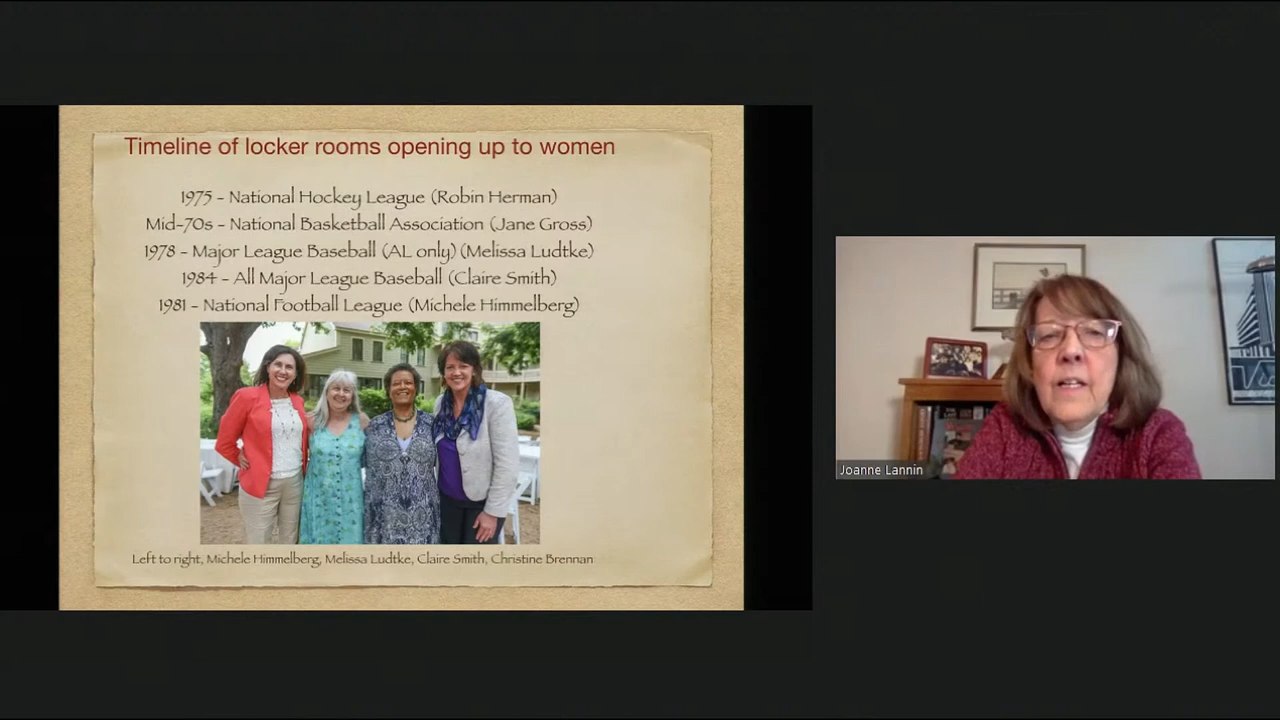 Timeline of locker rooms opening up to women
1975 - National Hockey League (Robin Herman)
Mid-70s - National Basketball Association (Jane Gross)
1978 - Major League Baseball (AL only) (Melissa Ludtke)
1984 - All Major League Baseball (Claire Smith)
1981 - National Football League (Michele Himmelberg)
Left to right, Michele Himmelberg, Melissa Ludtke, Claire Smith, Christine Brennan
Joanne Lannin